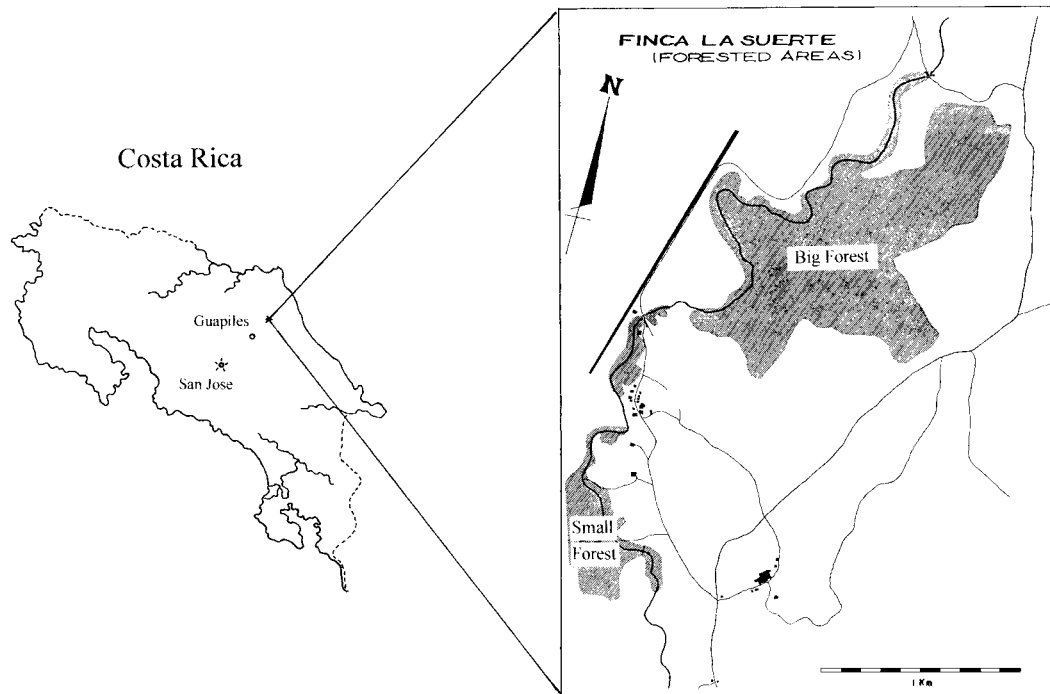 Costa Rica
Guapiles
San Jose
FINCA LA SUERTE
(FORESTED AREAS)
N
Big Forest
Small
Forest
1 Km